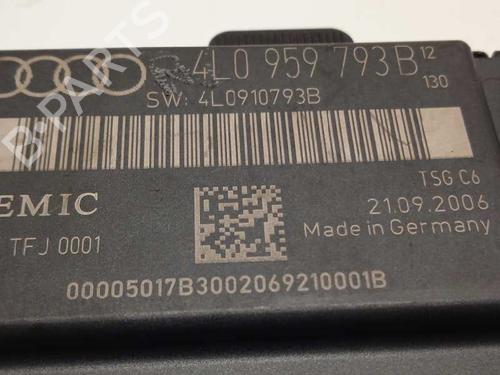 4L0 959 793B 12
130
SW: 4L0910793B
TSG C6
EMIC
21.09.2006
TFJ 0001
Made in Germany
00005017B3002069210001B
B-PARTS